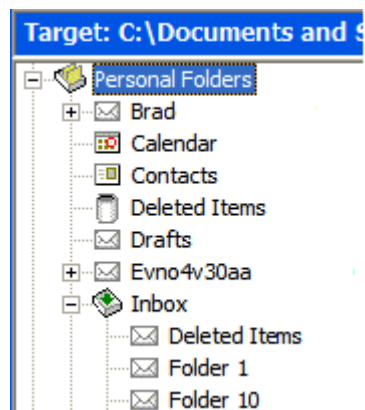 Target: C:\Documents and S
Personal Folders
Brad
Calendar
Contacts
Deleted Items
Drafts
Evno4v30aa
Inbox
Deleted Items
Folder 1
Folder 10